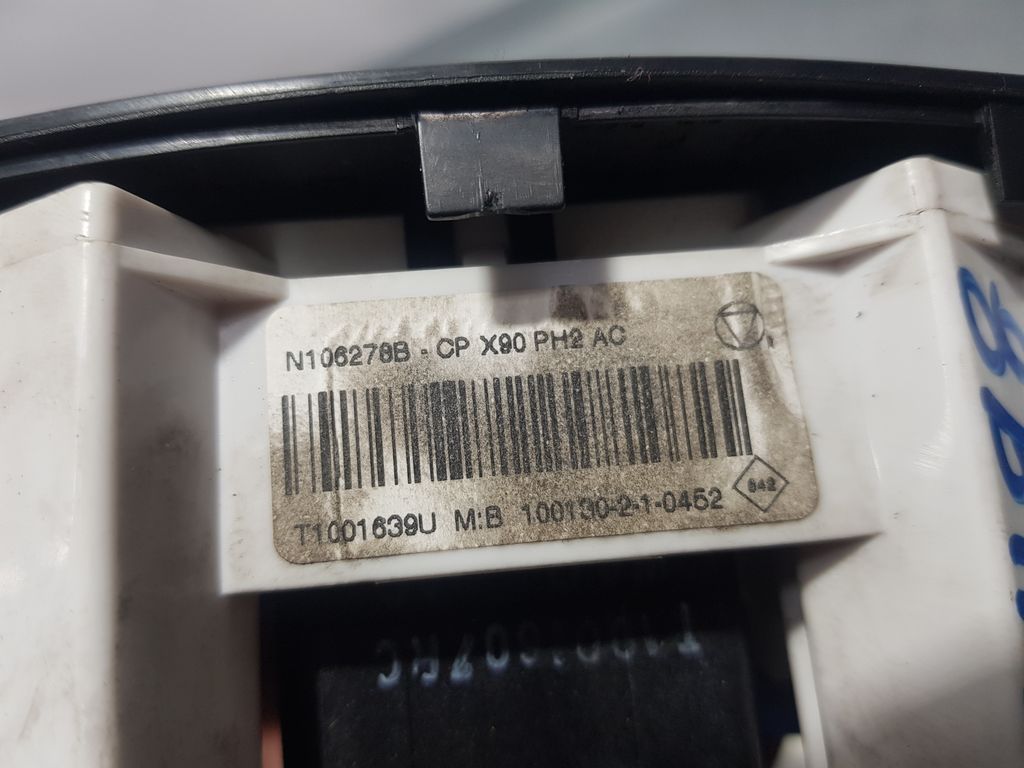 N106278B - CP X90 PH2 AC
T1001639U M:B 100130-2-1-0452
842